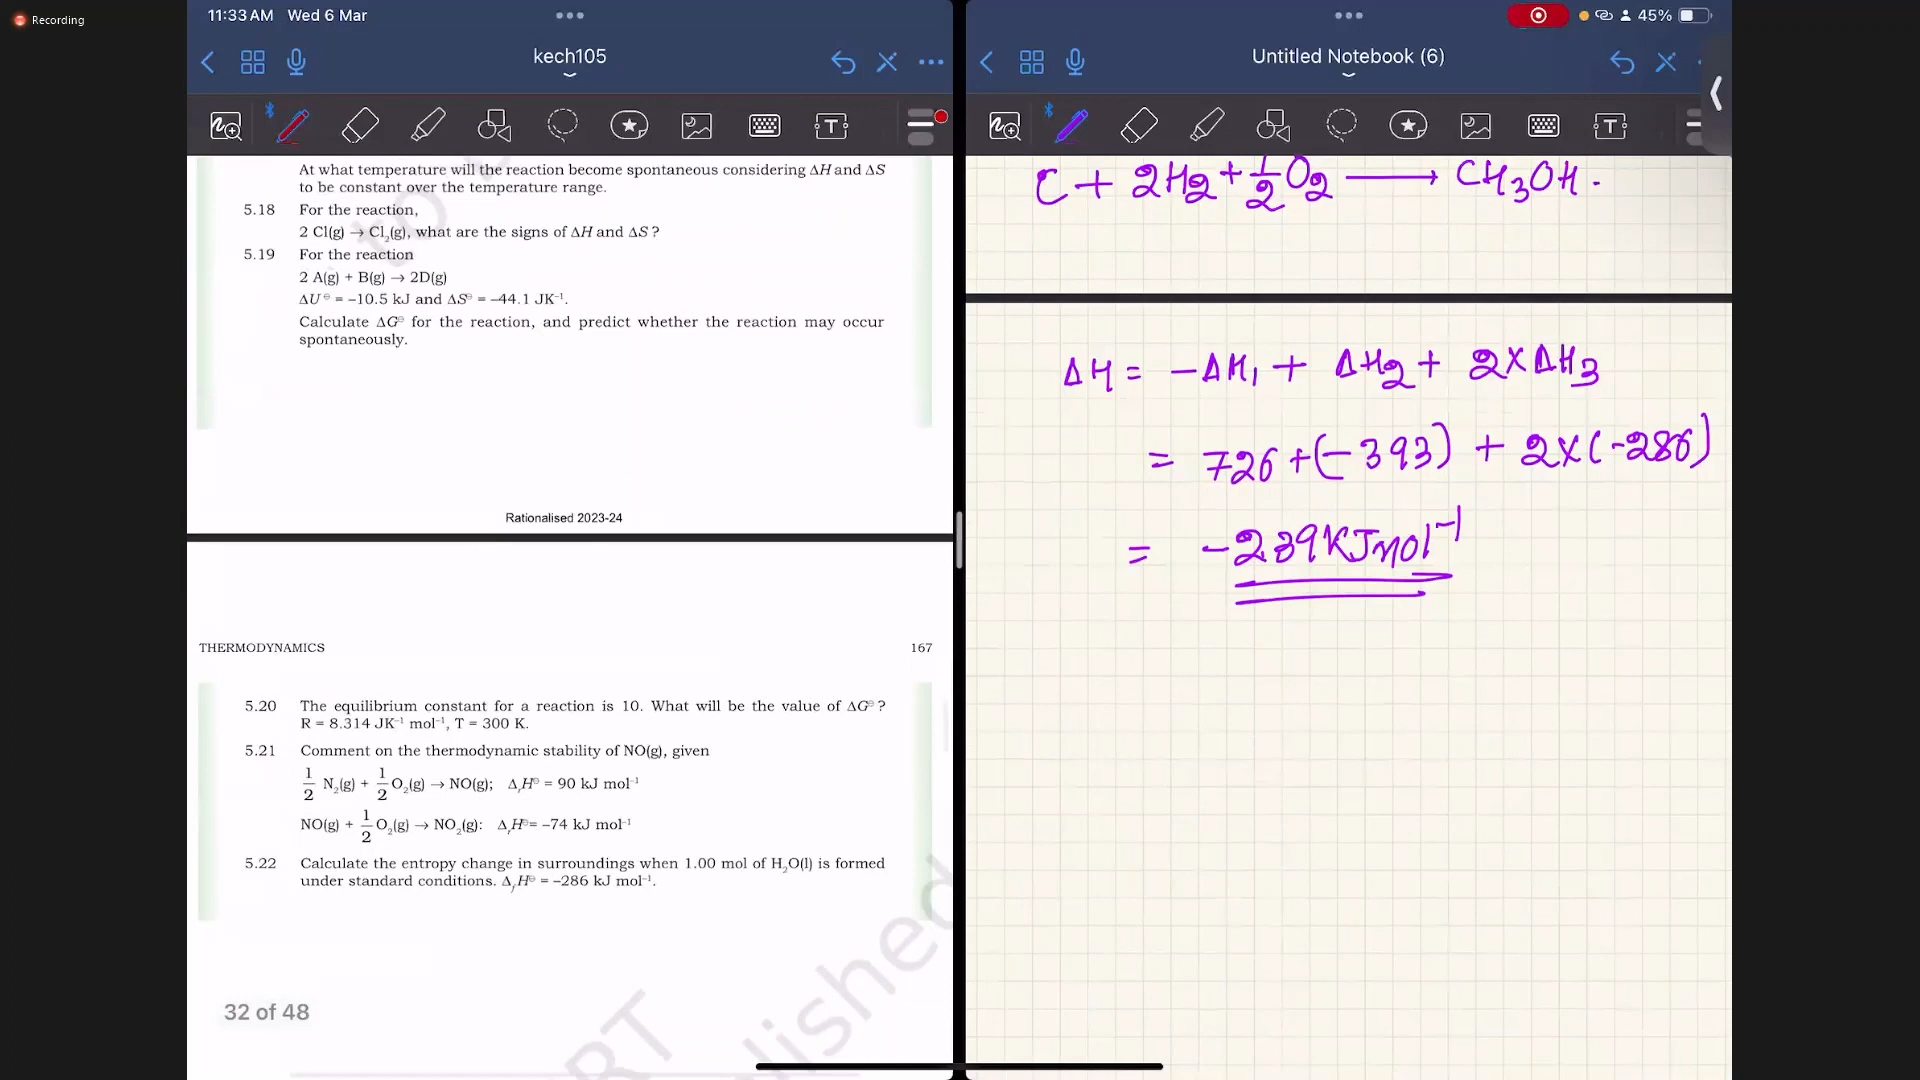 Recording
11:33 AM Wed 6 Mar
kech105
Untitled Notebook (6)
45%
At what temperature will the reaction become spontaneous considering ΔH and ΔS
to be constant over the temperature range.
5.18 For the reaction,
2 Cl(g) → Cl₂(g), what are the signs of ΔH and ΔS ?
5.19 For the reaction
2 A(g) + B(g) → 2D(g)
ΔU⊖ = –10.5 kJ and ΔS⊖ = –44.1 JK⁻¹.
Calculate ΔG⊖ for the reaction, and predict whether the reaction may occur
spontaneously.
Rationalised 2023-24
THERMODYNAMICS 167
5.20 The equilibrium constant for a reaction is 10. What will be the value of ΔG⊖ ?
R = 8.314 JK⁻¹ mol⁻¹, T = 300 K.
5.21 Comment on the thermodynamic stability of NO(g), given
1/2 N₂(g) + 1/2 O₂(g) → NO(g); ΔᵣH⊖ = 90 kJ mol⁻¹
NO(g) + 1/2 O₂(g) → NO₂(g): ΔᵣH⊖= –74 kJ mol⁻¹
5.22 Calculate the entropy change in surroundings when 1.00 mol of H₂O(l) is formed
under standard conditions. Δ_f H⊖ = –286 kJ mol⁻¹.
32 of 48
C + 2H₂ + 1/2 O₂ ⟶ CH₃OH.
ΔH = -ΔH₁ + ΔH₂ + 2×ΔH₃
= 726 + (-393) + 2×(-286)
= -239 KJmol⁻¹